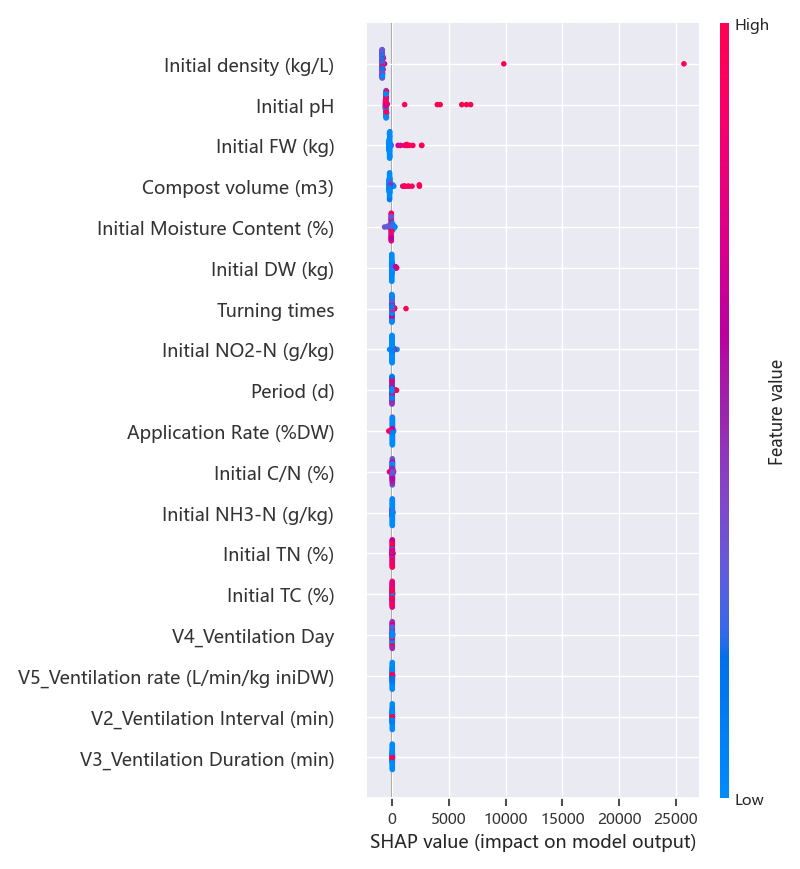 High
Initial density (kg/L)
Initial pH
Initial FW (kg)
Compost volume (m3)
Initial Moisture Content (%)
Initial DW (kg)
Turning times
Initial NO2-N (g/kg)
Period (d)
Application Rate (%DW)
Initial C/N (%)
Initial NH3-N (g/kg)
Initial TN (%)
Initial TC (%)
V4_Ventilation Day
V5_Ventilation rate (L/min/kg iniDW)
V2_Ventilation Interval (min)
V3_Ventilation Duration (min)
Feature value
Low
0 5000 10000 15000 20000 25000
SHAP value (impact on model output)